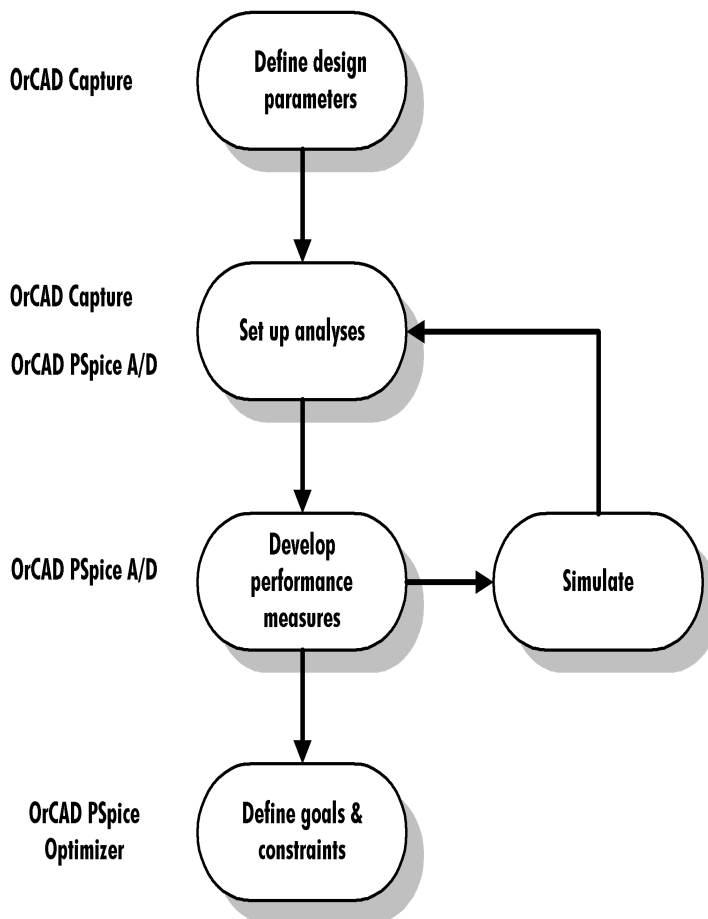 OrCAD Capture
Define design
parameters
OrCAD Capture
OrCAD PSpice A/D
Set up analyses
OrCAD PSpice A/D
Develop
performance
measures
Simulate
OrCAD PSpice
Optimizer
Define goals &
constraints